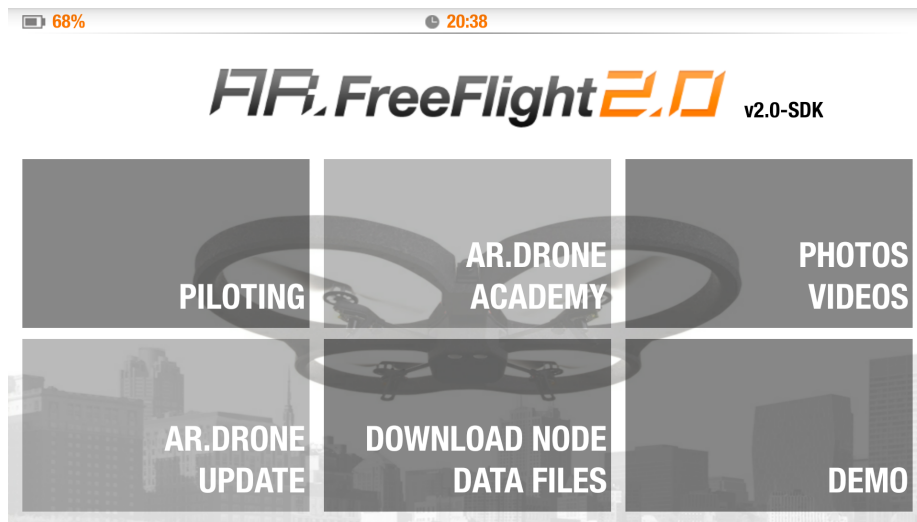 68%
20:38
AR.FreeFlight2.0
v2.0-SDK
PILOTING
AR.DRONE
ACADEMY
PHOTOS
VIDEOS
AR.DRONE
UPDATE
DOWNLOAD NODE
DATA FILES
DEMO